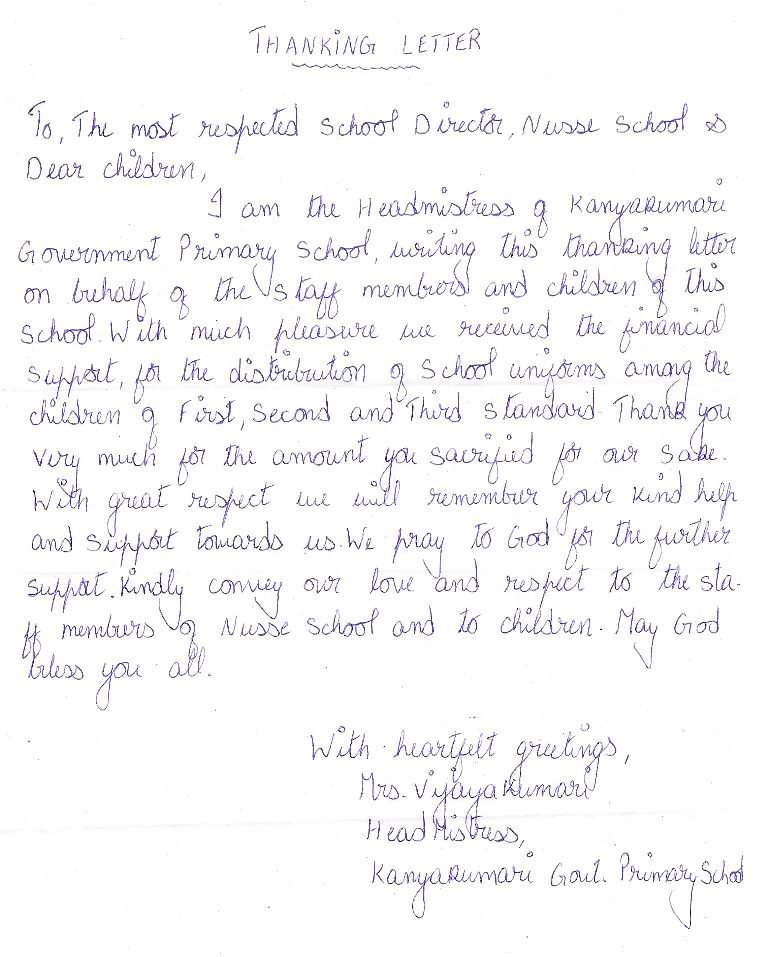 THANKING LETTER
To, The most respected School Director, Nusse School &
Dear children,
I am the Headmistress of Kanyakumari
Government Primary School, writing this thanking letter
on behalf of the staff members and children of this
School. With much pleasure we received the financial
support, for the distribution of School uniforms among the
children of First, Second and Third standard. Thank you
very much for the amount you sacrified for our sake.
With great respect we will remember your kind help
and support towards us. We pray to God for the further
support. Kindly convey our love and respect to the sta-
ff members of Nusse School and to children. May God
bless you all.
With heartfelt greetings,
Mrs. Vijayakumari
HeadMistress,
Kanyakumari Govt. Primary School